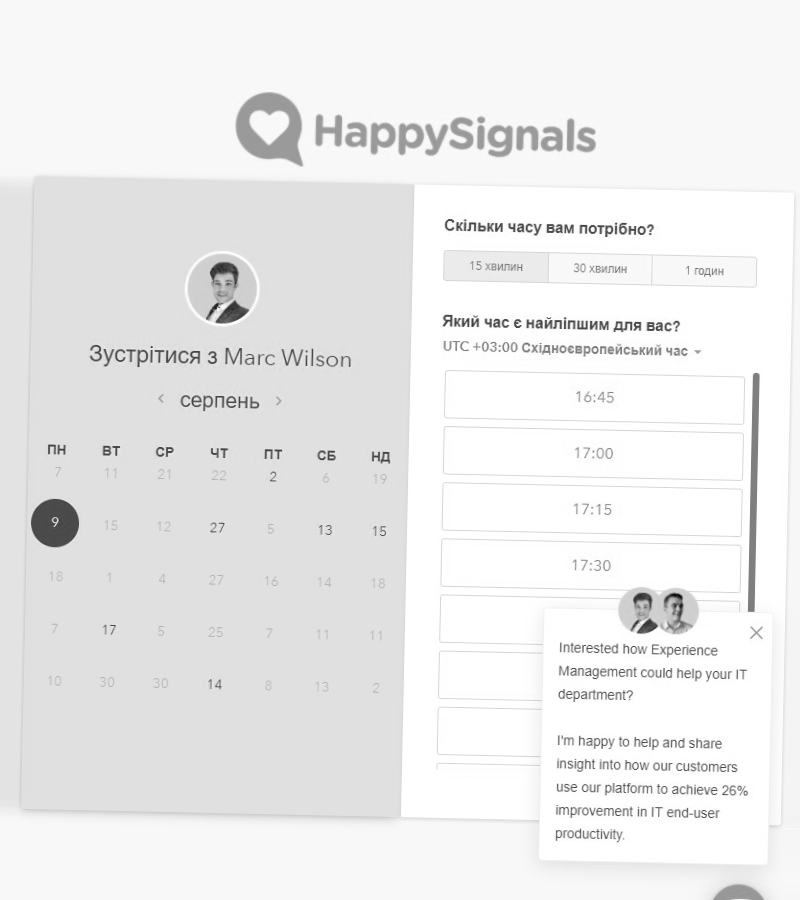 HappySignals
Зустрітися з Marc Wilson
серпень
ПН ВТ СР ЧТ ПТ СБ НД
7 11 21 22 2 6 19
9 15 12 27 5 13 15
18 1 4 27 16 14 18
7 17 5 25 7 11 11
10 30 30 14 8 13 2
Скільки часу вам потрібно?
15 хвилин 30 хвилин 1 годин
Який час є найліпшим для вас?
UTC +03:00 Східноєвропейський час
16:45
17:00
17:15
17:30
Interested how Experience
Management could help your IT
department?
I'm happy to help and share
insight into how our customers
use our platform to achieve 26%
improvement in IT end-user
productivity.